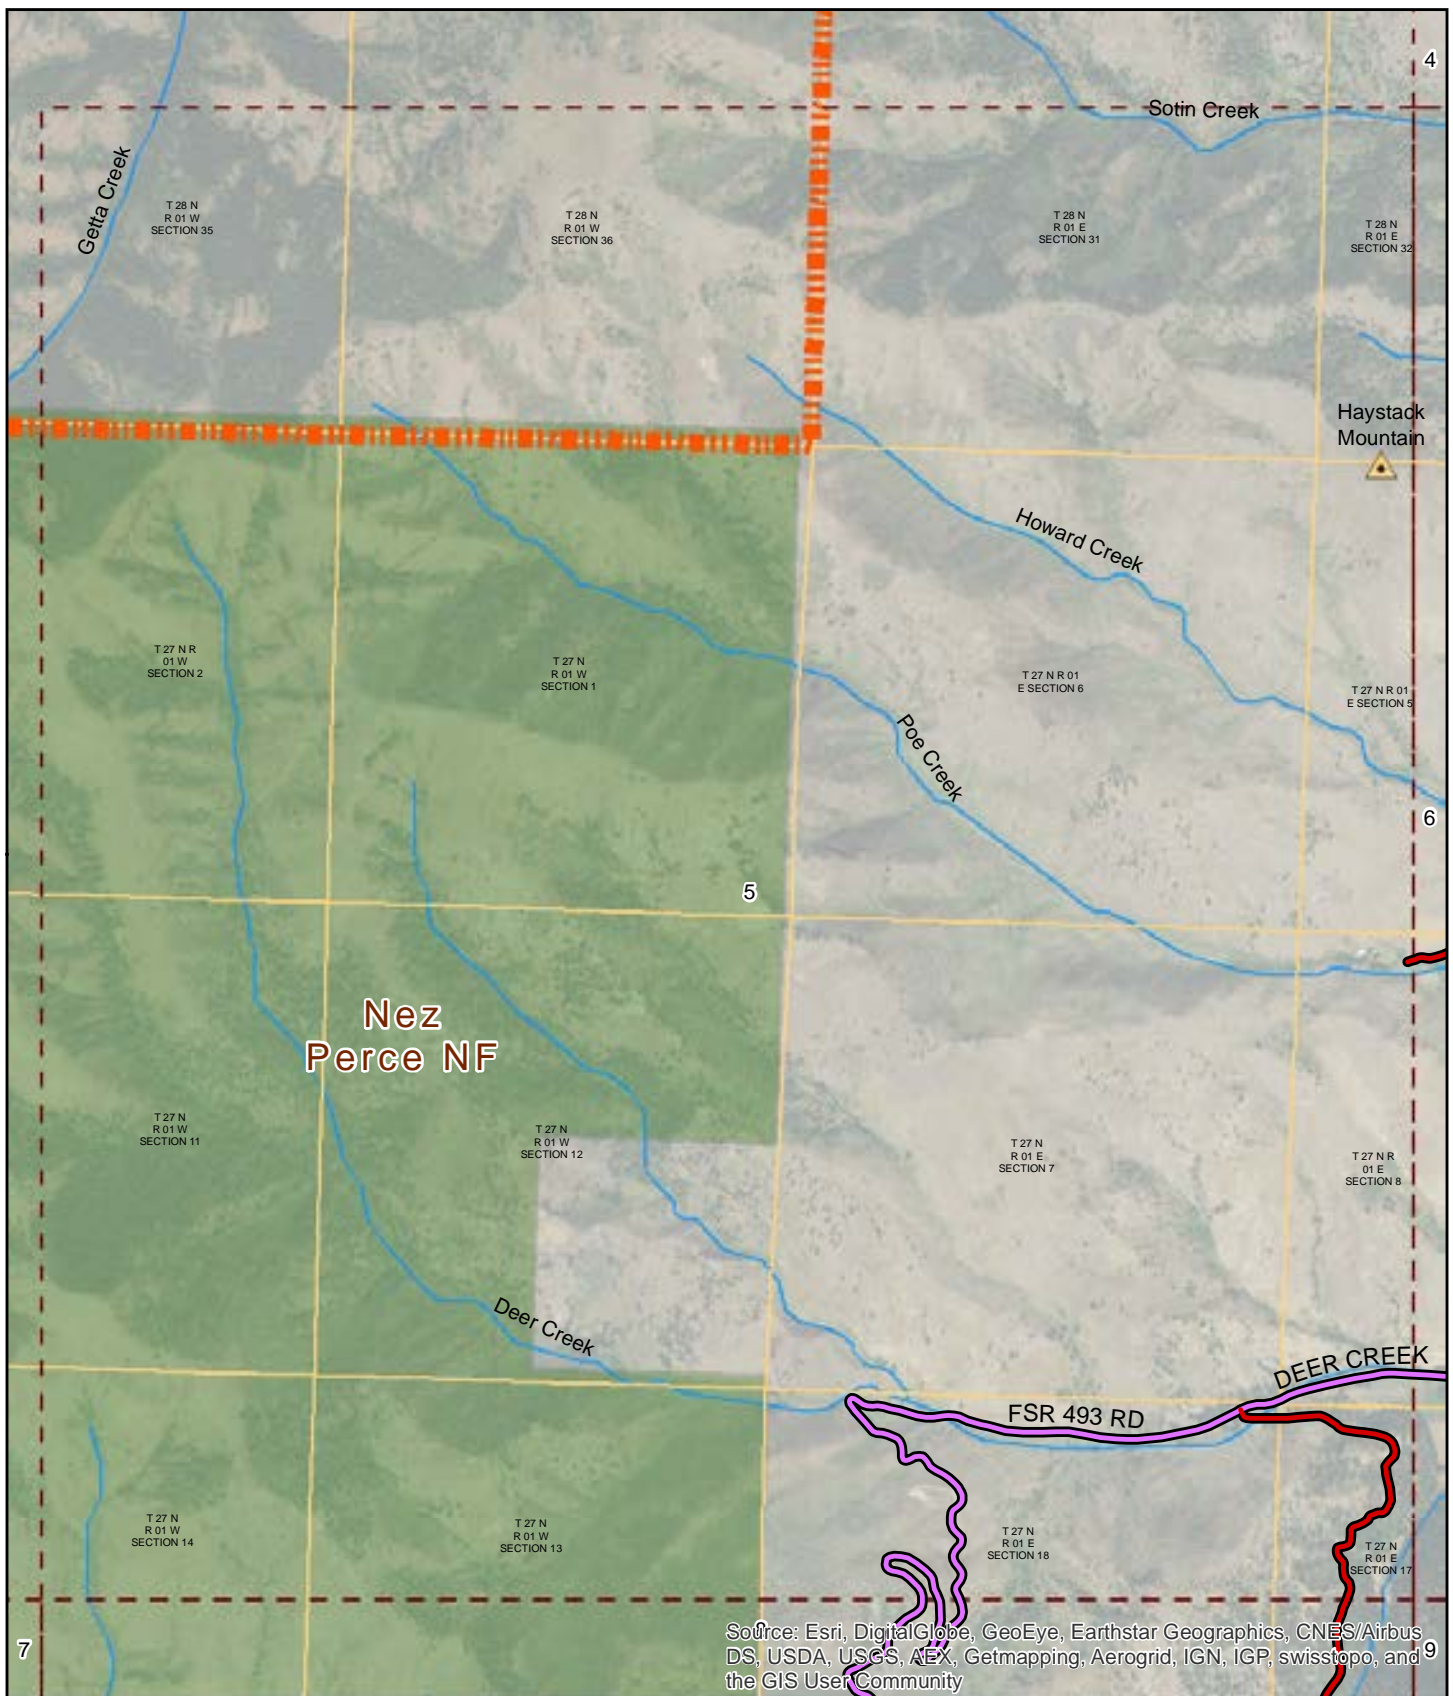 4
Sotin Creek
Getta Creek
T 28 N
R 01 W
SECTION 35
T 28 N
R 01 W
SECTION 36
T 28 N
R 01 E
SECTION 31
T 28 N
R 01 E
SECTION 32
Haystack
Mountain
Howard Creek
T 27 N R
01 W
SECTION 2
T 27 N
R 01 W
SECTION 1
T 27 N R 01
E SECTION 6
T 27 N R 01
E SECTION 5
Poe Creek
6
5
Nez
Perce NF
T 27 N
R 01 W
SECTION 11
T 27 N
R 01 W
SECTION 12
T 27 N
R 01 E
SECTION 7
T 27 N R
01 E
SECTION 8
Deer Creek
DEER CREEK
FSR 493 RD
T 27 N
R 01 W
SECTION 14
T 27 N
R 01 W
SECTION 13
T 27 N
R 01 E
SECTION 18
T 27 N
R 01 E
SECTION 17
7
8
9
Source: Esri, DigitalGlobe, GeoEye, Earthstar Geographics, CNES/Airbus
DS, USDA, USGS, AEX, Getmapping, Aerogrid, IGN, IGP, swisstopo, and
the GIS User Community